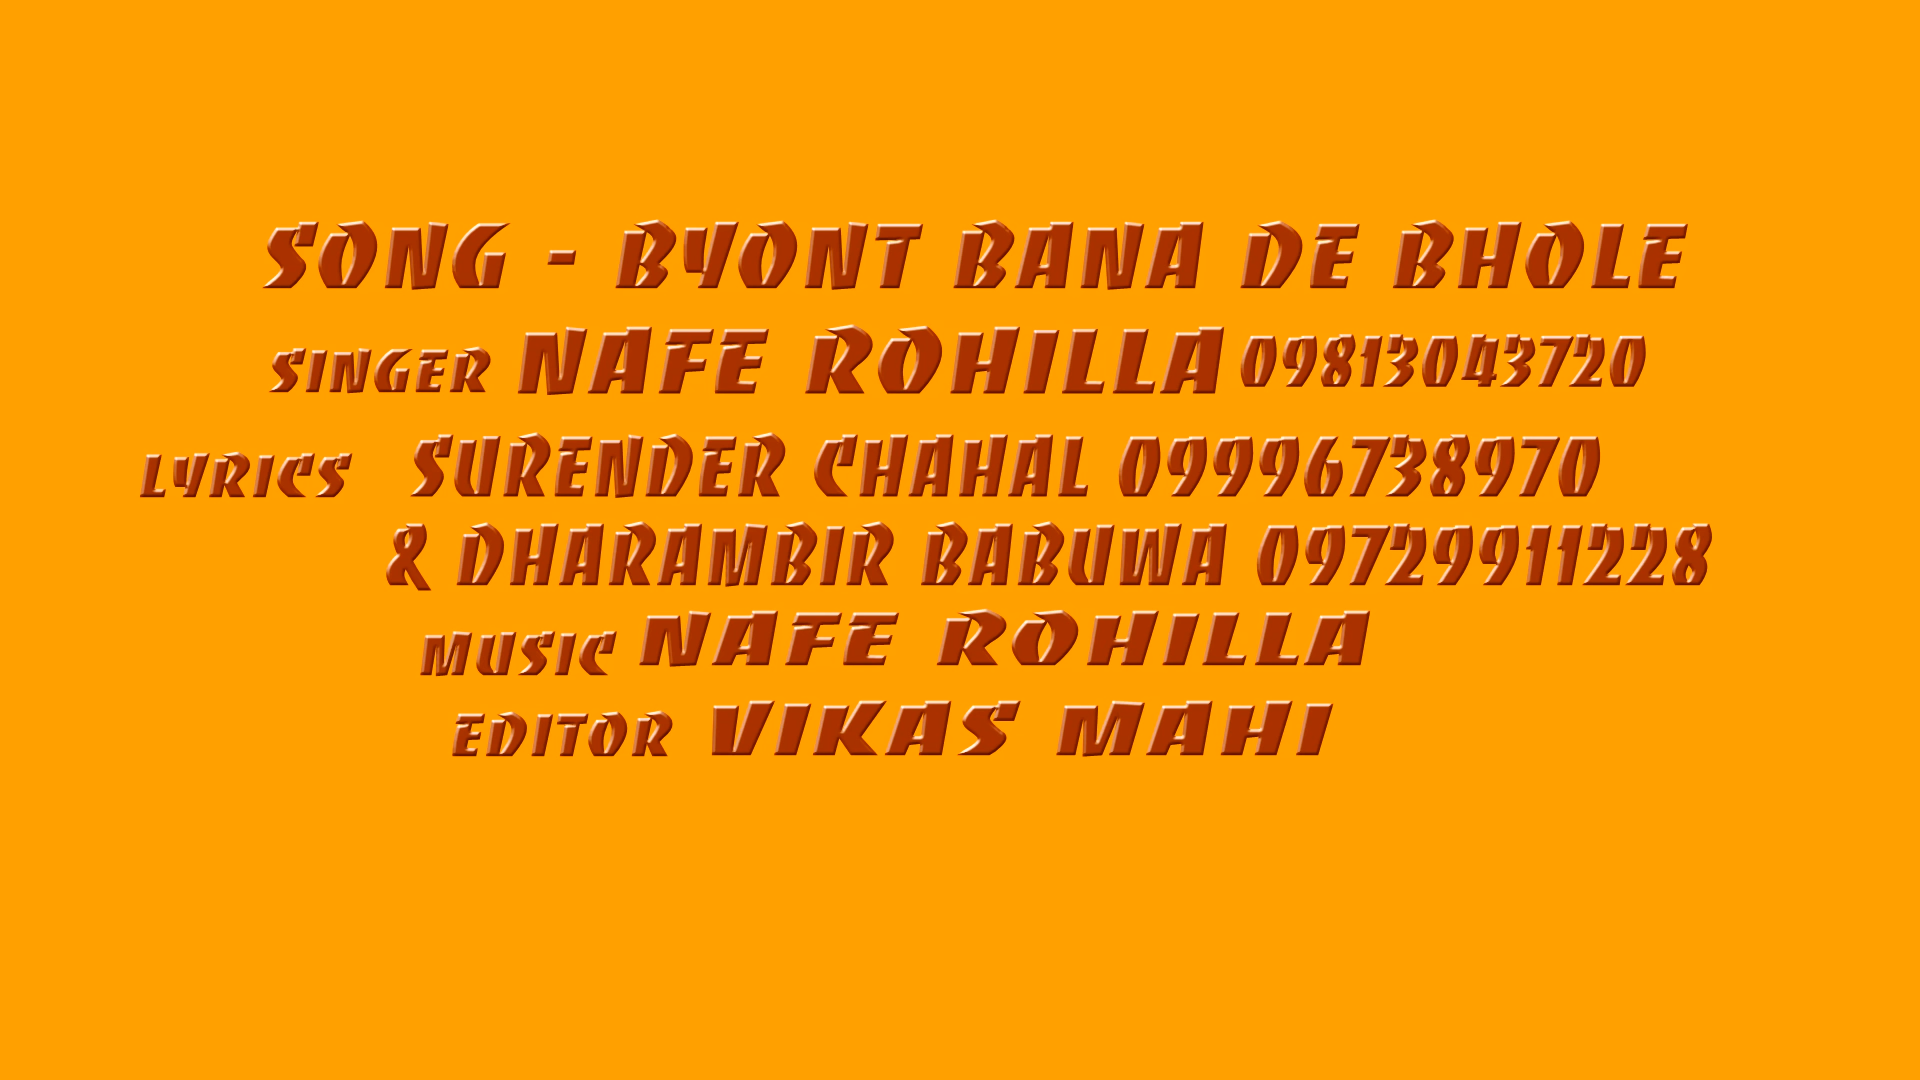 SONG - BYONT BANA DE BHOLE
SINGER NAFE ROHILLA 09813043720
LYRICS SURENDER CHAHAL 09996738970
& DHARAMBIR BABUWA 09729911228
MUSIC NAFE ROHILLA
EDITOR VIKAS MAHI